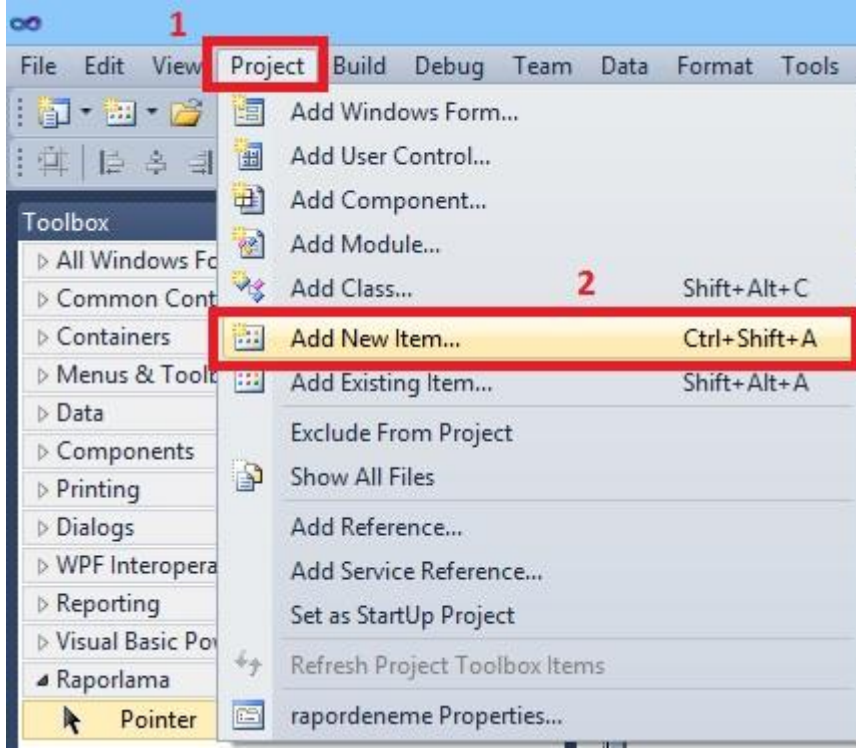 1
File Edit View Project Build Debug Team Data Format Tools
Add Windows Form...
Add User Control...
Add Component...
Add Module...
Add Class... 2 Shift+Alt+C
Add New Item... Ctrl+Shift+A
Add Existing Item... Shift+Alt+A
Exclude From Project
Show All Files
Add Reference...
Add Service Reference...
Set as StartUp Project
Refresh Project Toolbox Items
rapordeneme Properties...
Toolbox
All Windows Fo
Common Cont
Containers
Menus & Toolb
Data
Components
Printing
Dialogs
WPF Interopera
Reporting
Visual Basic Pow
Raporlama
Pointer